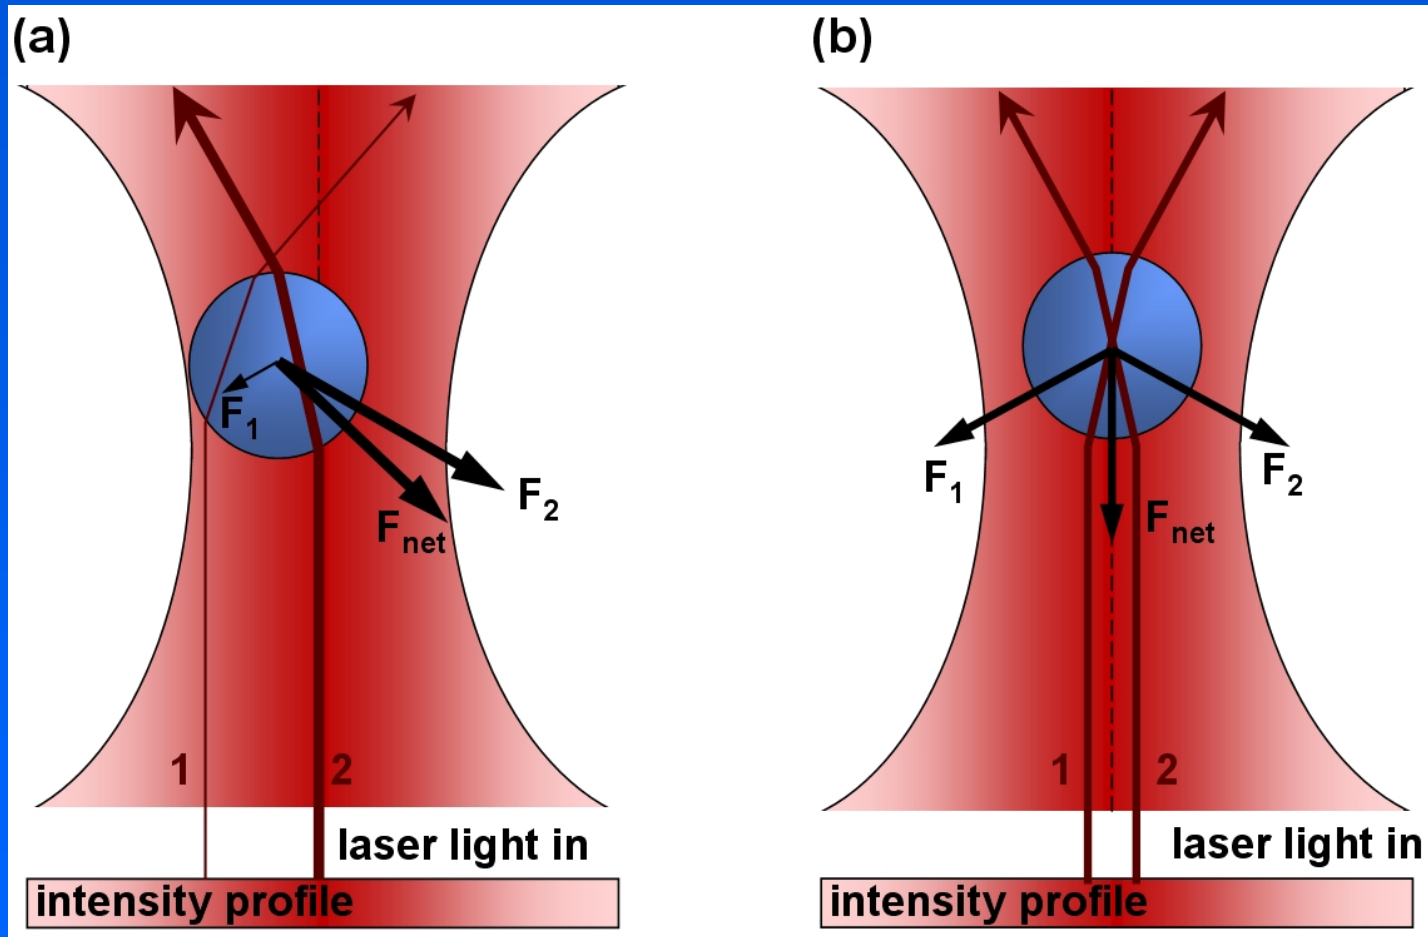 (a)
F1
F2
Fnet
1
2
laser light in
intensity profile
(b)
F1
F2
Fnet
1
2
laser light in
intensity profile